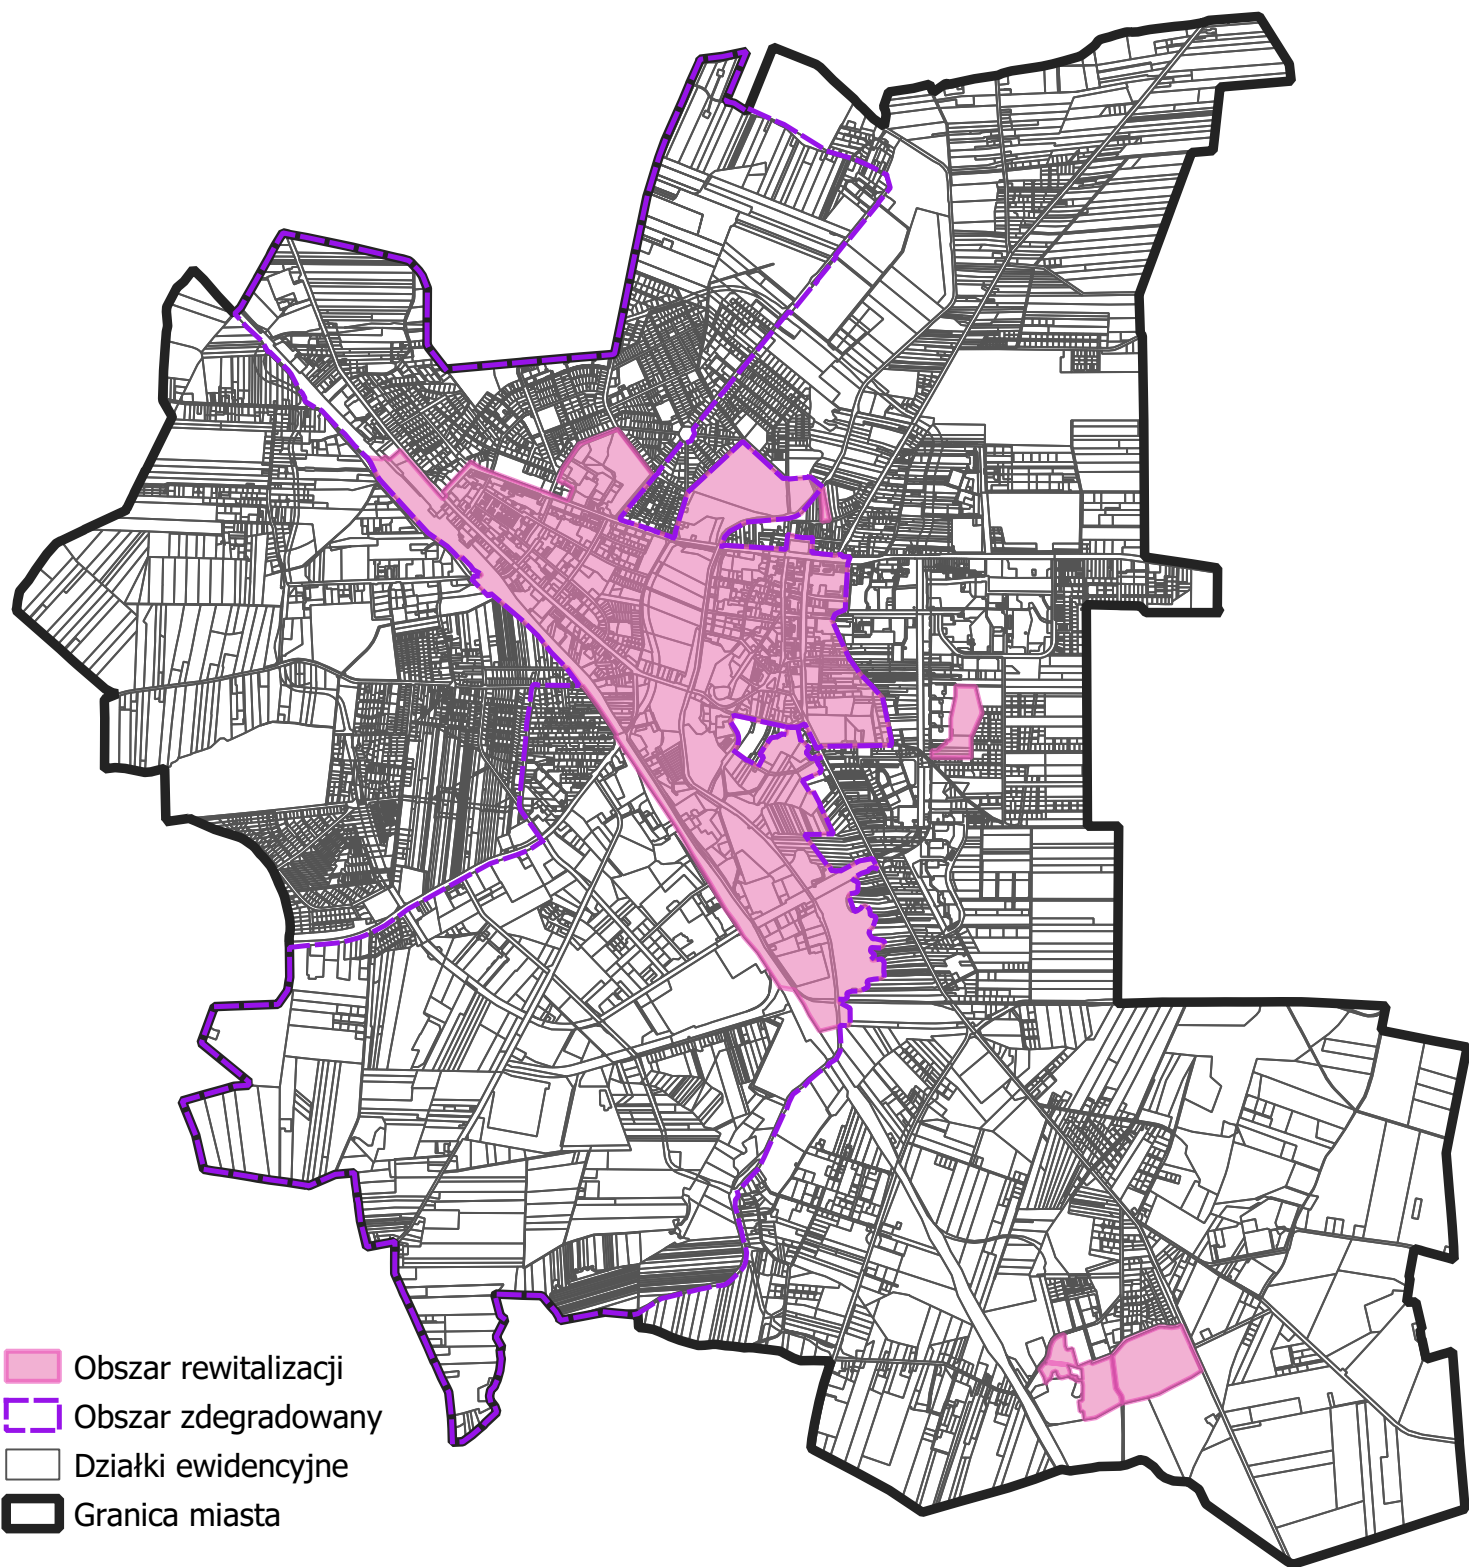 Obszar rewitalizacji
Obszar zdegradowany
Działki ewidencyjne
Granica miasta